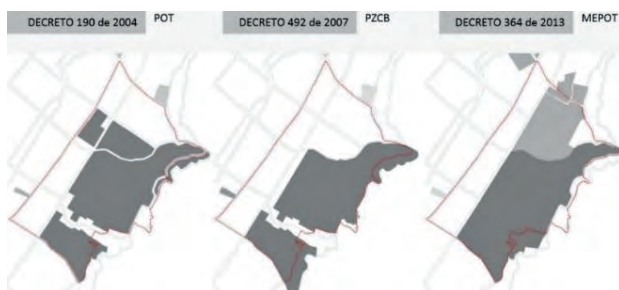 DECRETO 190 de 2004 POT
DECRETO 492 de 2007 PZCB
DECRETO 364 de 2013 MEPOT